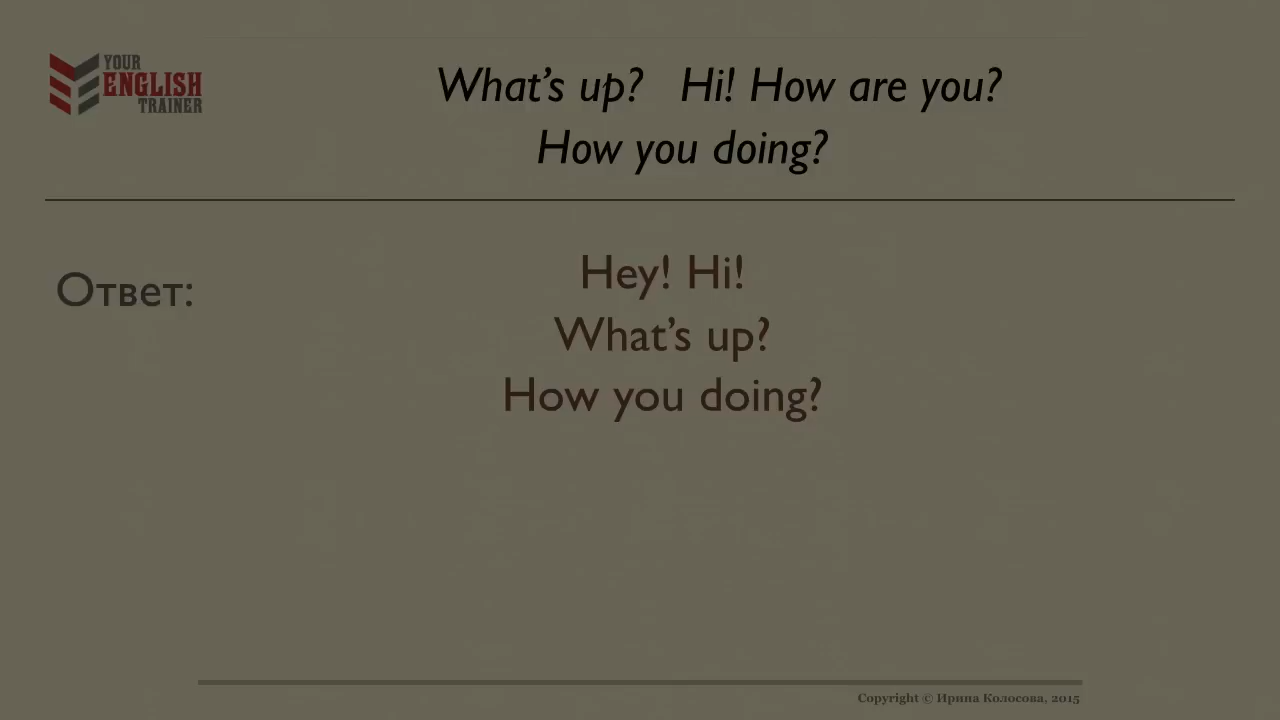 YOUR
ENGLISH
TRAINER
What's up? Hi! How are you?
How you doing?
Ответ:
Hey! Hi!
What's up?
How you doing?
Copyright © Ирина Колосова, 2015